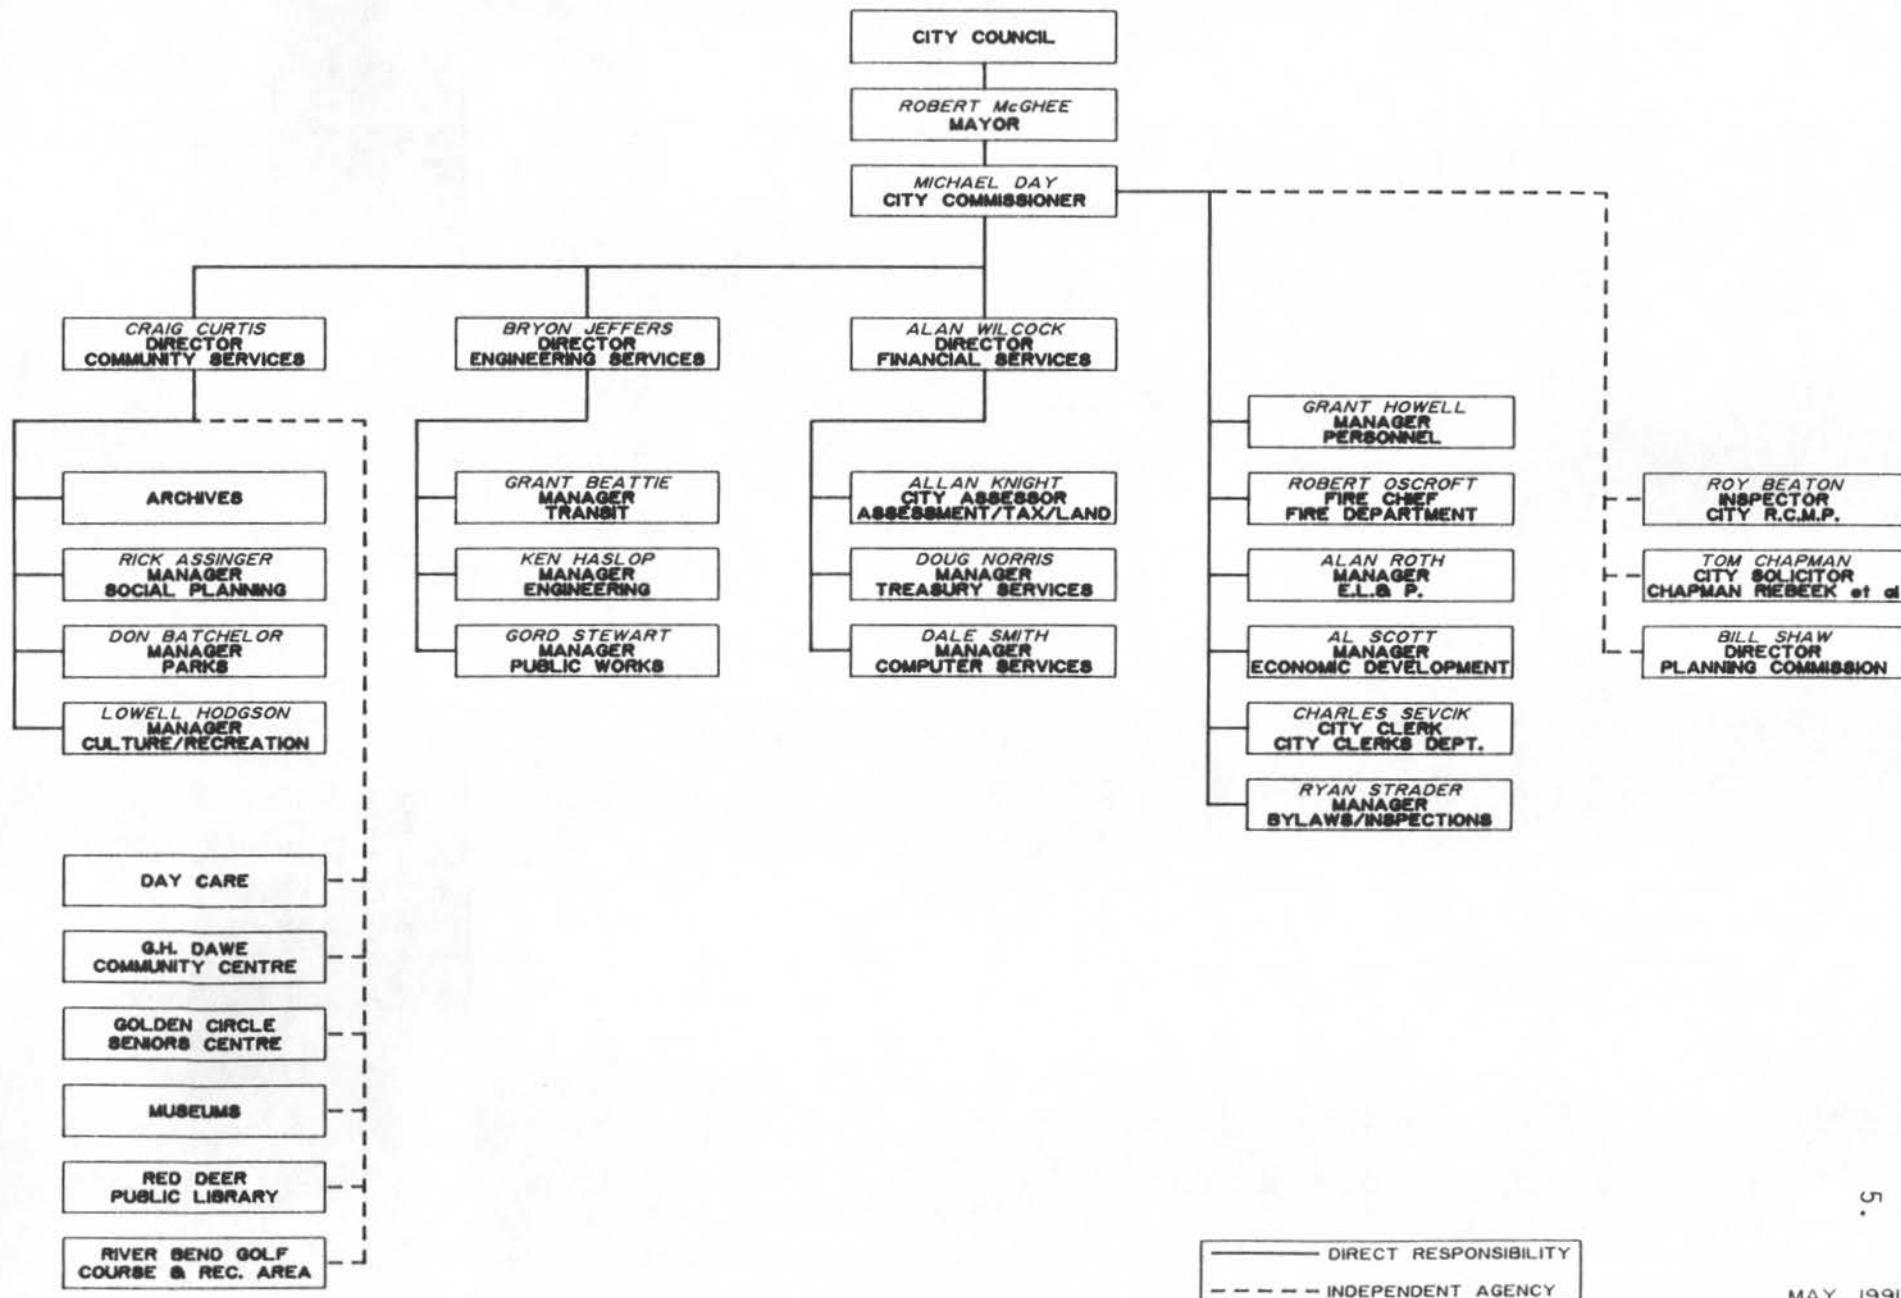 CITY COUNCIL
ROBERT McGHEE
MAYOR
MICHAEL DAY
CITY COMMISSIONER
CRAIG CURTIS
DIRECTOR
COMMUNITY SERVICES
BRYON JEFFERS
DIRECTOR
ENGINEERING SERVICES
ALAN WILCOCK
DIRECTOR
FINANCIAL SERVICES
ARCHIVES
RICK ASSINGER
MANAGER
SOCIAL PLANNING
DON BATCHELOR
MANAGER
PARKS
LOWELL HODGSON
MANAGER
CULTURE/RECREATION
DAY CARE
G.H. DAWE
COMMUNITY CENTRE
GOLDEN CIRCLE
SENIORS CENTRE
MUSEUMS
RED DEER
PUBLIC LIBRARY
RIVER BEND GOLF
COURSE & REC. AREA
GRANT BEATTIE
MANAGER
TRANSIT
KEN HASLOP
MANAGER
ENGINEERING
GORD STEWART
MANAGER
PUBLIC WORKS
ALLAN KNIGHT
CITY ASSESSOR
ASSESSMENT/TAX/LAND
DOUG NORRIS
MANAGER
TREASURY SERVICES
DALE SMITH
MANAGER
COMPUTER SERVICES
GRANT HOWELL
MANAGER
PERSONNEL
ROBERT OSCROFT
FIRE CHIEF
FIRE DEPARTMENT
ALAN ROTH
MANAGER
E.L.& P.
AL SCOTT
MANAGER
ECONOMIC DEVELOPMENT
CHARLES SEVCIK
CITY CLERK
CITY CLERKS DEPT.
RYAN STRADER
MANAGER
BYLAWS/INSPECTIONS
ROY BEATON
INSPECTOR
CITY R.C.M.P.
TOM CHAPMAN
CITY SOLICITOR
CHAPMAN RIEBEEK et al
BILL SHAW
DIRECTOR
PLANNING COMMISSION
DIRECT RESPONSIBILITY
INDEPENDENT AGENCY
5.
MAY 1991